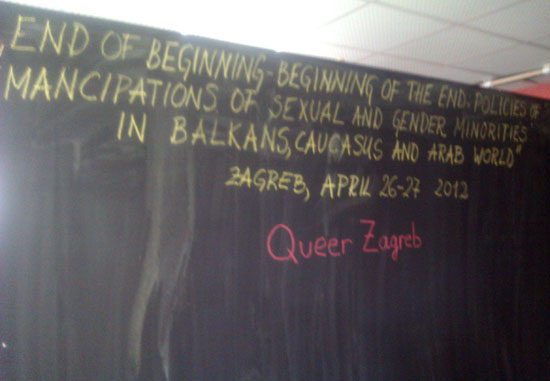 „END OF BEGINNING-BEGINNING OF THE END. POLICIES OF
MANCIPATIONS OF SEXUAL AND GENDER MINORITIES
IN BALKANS, CAUCASUS AND ARAB WORLD"
ZAGREB, APRIL 26-27 2012
Queer Zagreb